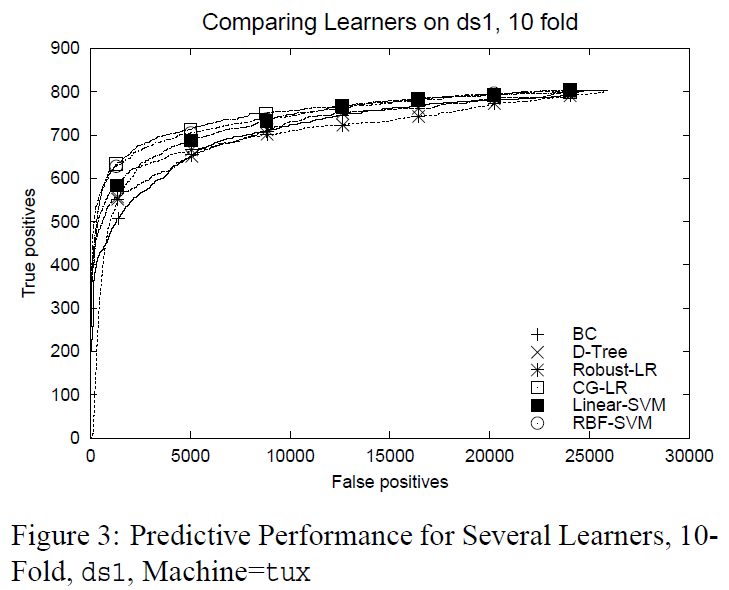 Comparing Learners on ds1, 10 fold
900
800
700
600
500
400
300
200
100
0
True positives
BC
D-Tree
Robust-LR
CG-LR
Linear-SVM
RBF-SVM
0 5000 10000 15000 20000 25000 30000
False positives
Figure 3: Predictive Performance for Several Learners, 10-
Fold, ds1, Machine=tux